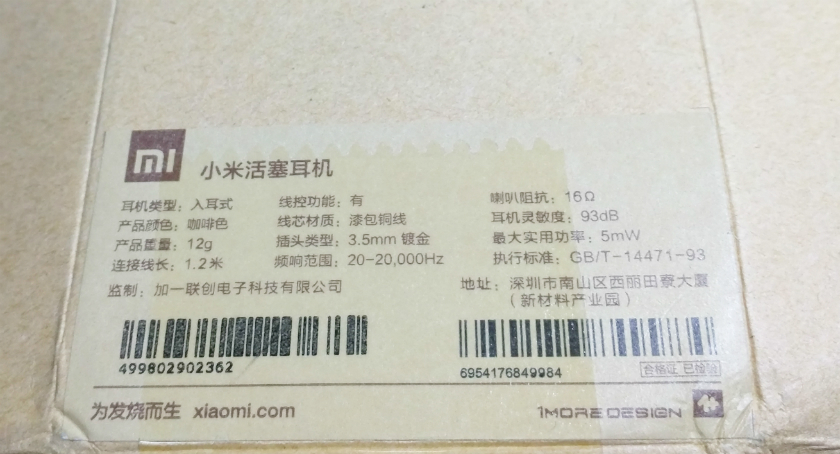 mi 小米活塞耳机
耳机类型：入耳式 线控功能：有 喇叭阻抗：16Ω
产品颜色：咖啡色 线芯材质：漆包铜线 耳机灵敏度：93dB
产品重量：12g 插头类型：3.5mm 镀金 最大实用功率：5mW
连接线长：1.2米 频响范围：20-20,000Hz 执行标准：GB/T-14471-93
监制：加一联创电子科技有限公司 地址：深圳市南山区西丽田寮大厦
（新材料产业园）
499802902362 6954176849984 合格证 已检验
为发烧而生 xiaomi.com 1MORE DESIGN